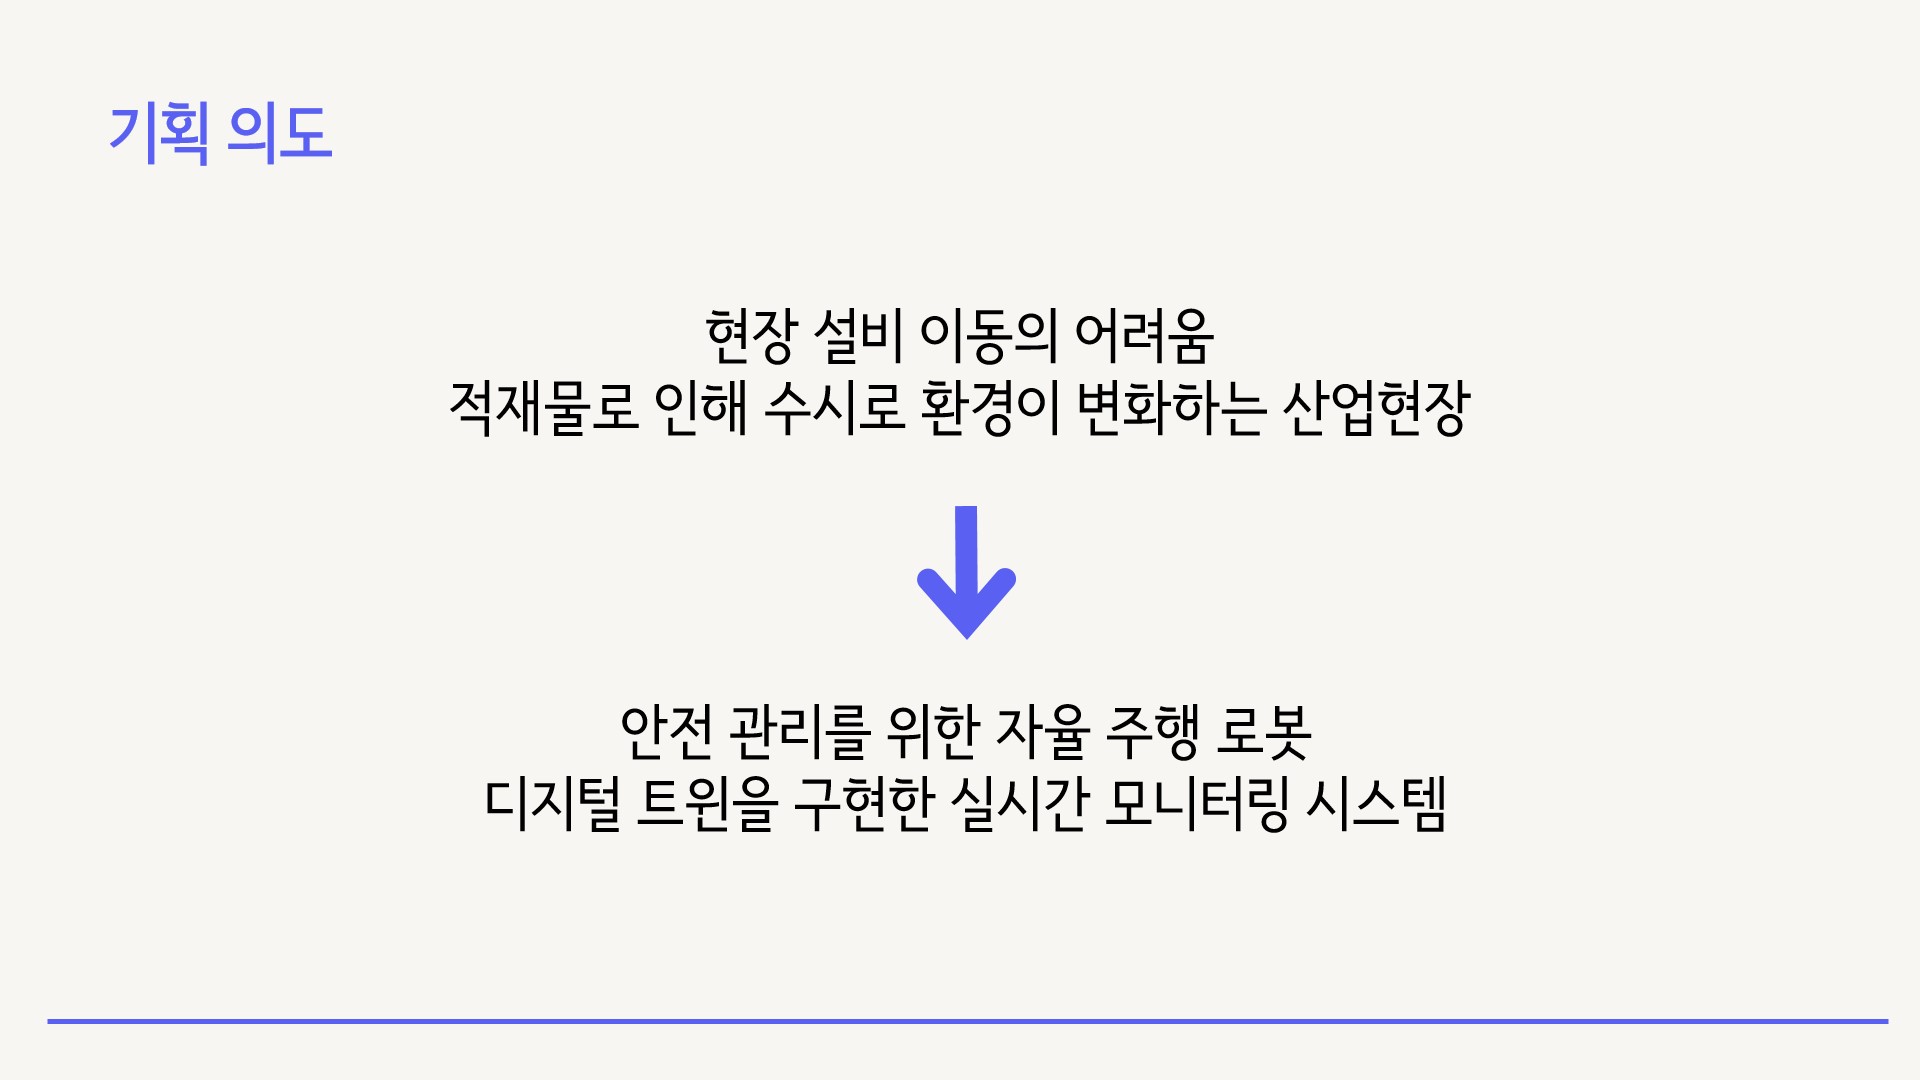 기획 의도
현장 설비 이동의 어려움
적재물로 인해 수시로 환경이 변화하는 산업현장
안전 관리를 위한 자율 주행 로봇
디지털 트윈을 구현한 실시간 모니터링 시스템